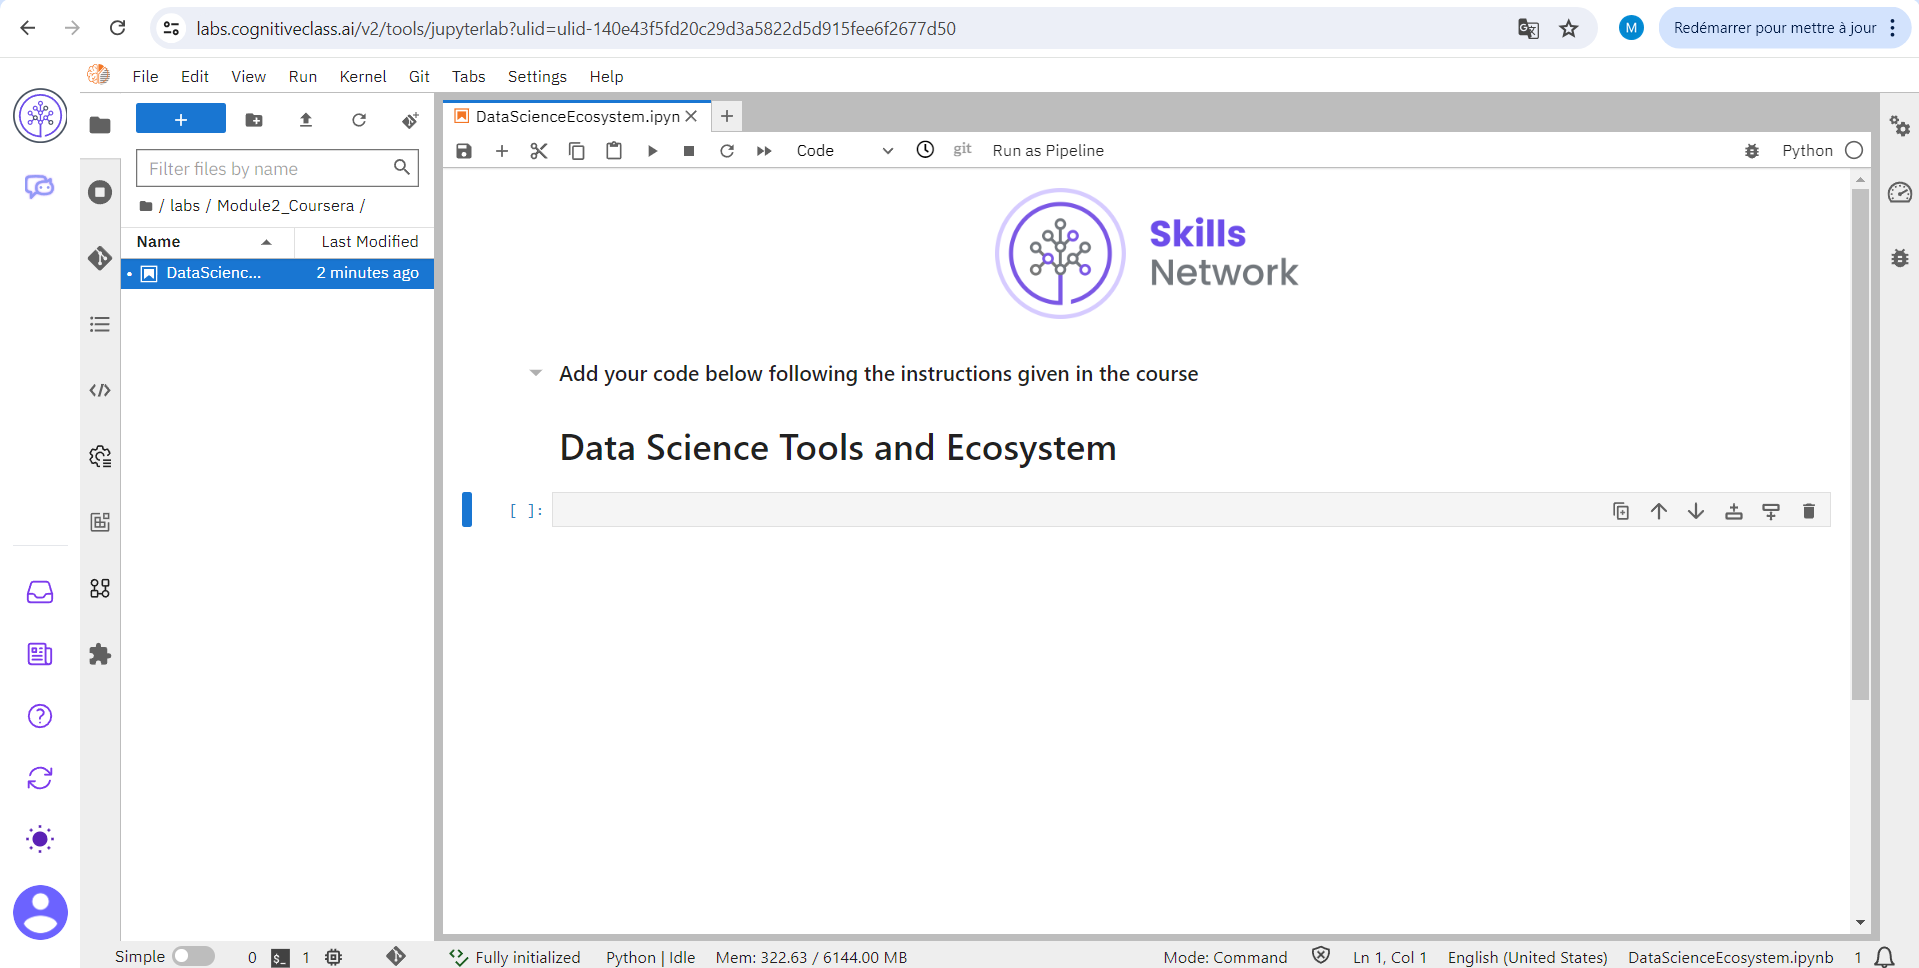 labs.cognitiveclass.ai/v2/tools/jupyterlab?ulid=ulid-140e43f5fd20c29d3a5822d5d915fee6f2677d50
M
Redémarrer pour mettre à jour
File Edit View Run Kernel Git Tabs Settings Help
DataScienceEcosystem.ipyn
Code
git
Run as Pipeline
Python
Filter files by name
/ labs / Module2_Coursera /
Name
Last Modified
DataScienc...
2 minutes ago
Skills
Network
Add your code below following the instructions given in the course
Data Science Tools and Ecosystem
[ ]:
Simple
0
$_
1
Fully initialized
Python | Idle
Mem: 322.63 / 6144.00 MB
Mode: Command
Ln 1, Col 1
English (United States)
DataScienceEcosystem.ipynb
1